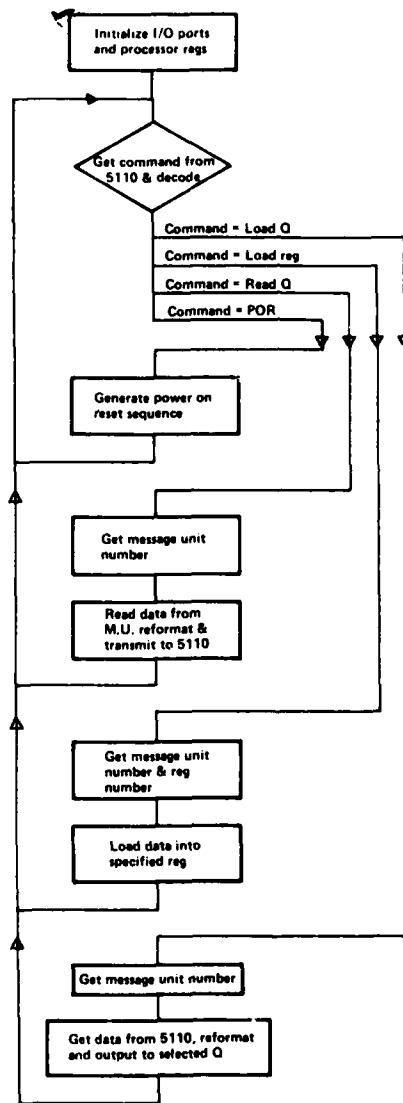 Initialize I/O ports
and processor rags
Get command from
5110 & decode
Command = Load Q
Command = Load reg
Command = Read Q
Command = POR
Generate power on
reset sequence
Get message unit
number
Read data from
M.U. reformat &
transmit to 5110
Get message unit
number & reg
number
Load data into
specified reg
Get message unit number
Get data from 5110, reformat
and output to selected Q